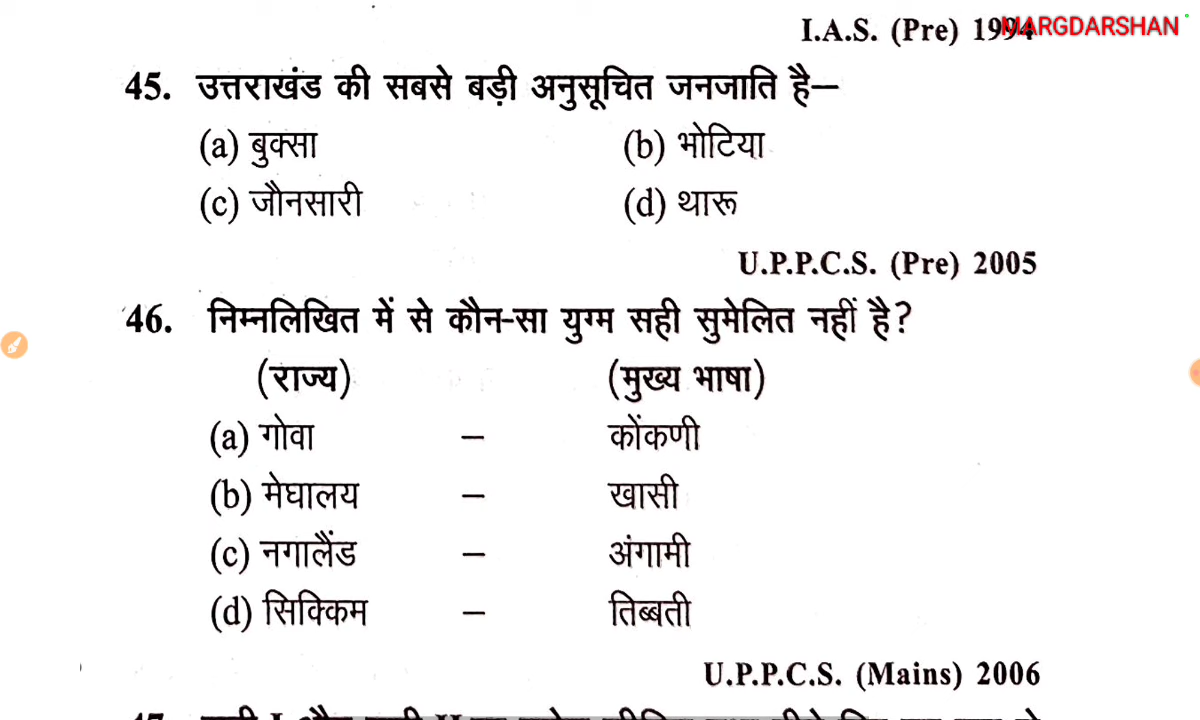 I.A.S. (Pre) 1994
MARGDARSHAN
45. उत्तराखंड की सबसे बड़ी अनुसूचित जनजाति है—
(a) बुक्सा (b) भोटिया
(c) जौनसारी (d) थारू
U.P.P.C.S. (Pre) 2005
46. निम्नलिखित में से कौन-सा युग्म सही सुमेलित नहीं है?
(राज्य) (मुख्य भाषा)
(a) गोवा – कोंकणी
(b) मेघालय – खासी
(c) नगालैंड – अंगामी
(d) सिक्किम – तिब्बती
U.P.P.C.S. (Mains) 2006